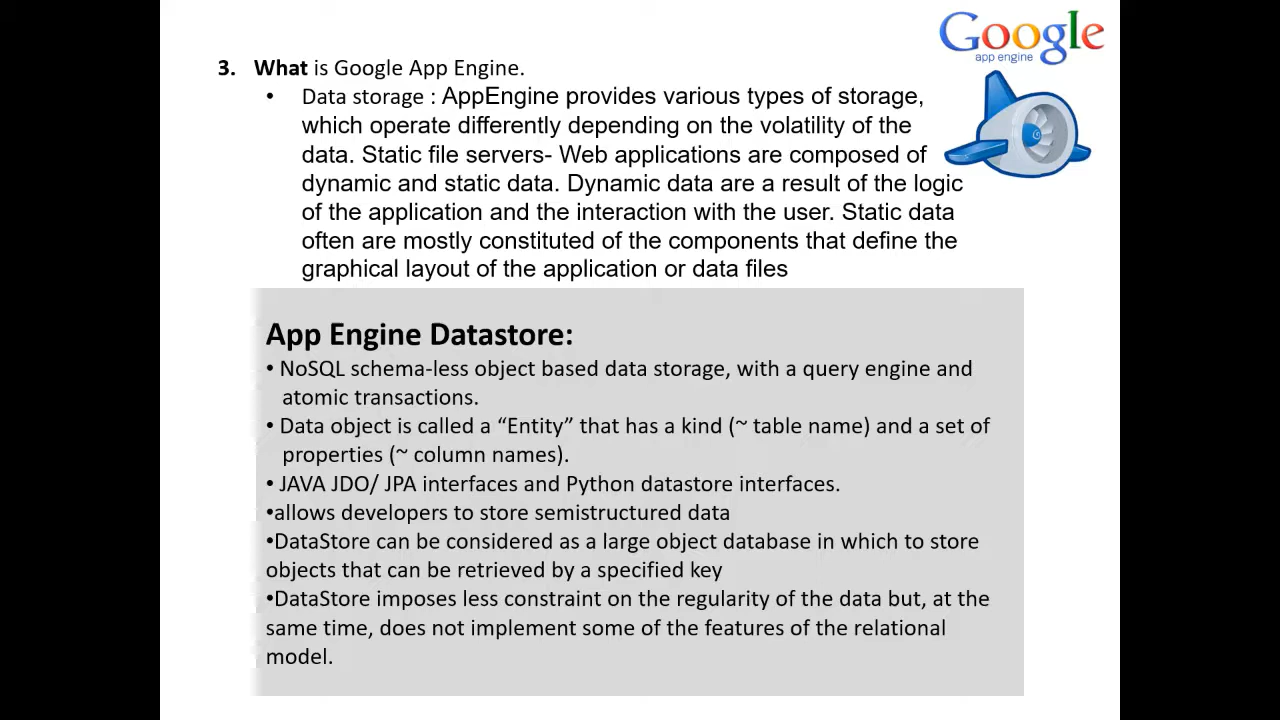 Google
app engine
3. What is Google App Engine.
• Data storage : AppEngine provides various types of storage,
which operate differently depending on the volatility of the
data. Static file servers- Web applications are composed of
dynamic and static data. Dynamic data are a result of the logic
of the application and the interaction with the user. Static data
often are mostly constituted of the components that define the
graphical layout of the application or data files
App Engine Datastore:
• NoSQL schema-less object based data storage, with a query engine and
atomic transactions.
• Data object is called a “Entity” that has a kind (~ table name) and a set of
properties (~ column names).
• JAVA JDO/ JPA interfaces and Python datastore interfaces.
•allows developers to store semistructured data
•DataStore can be considered as a large object database in which to store
objects that can be retrieved by a specified key
•DataStore imposes less constraint on the regularity of the data but, at the
same time, does not implement some of the features of the relational
model.